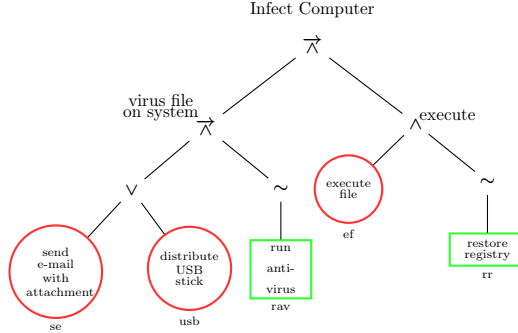 Infect Computer
virus file
on system
execute
send
e-mail
with
attachment
se
distribute
USB
stick
usb
run
anti-
virus
rav
execute
file
ef
restore
registry
rr